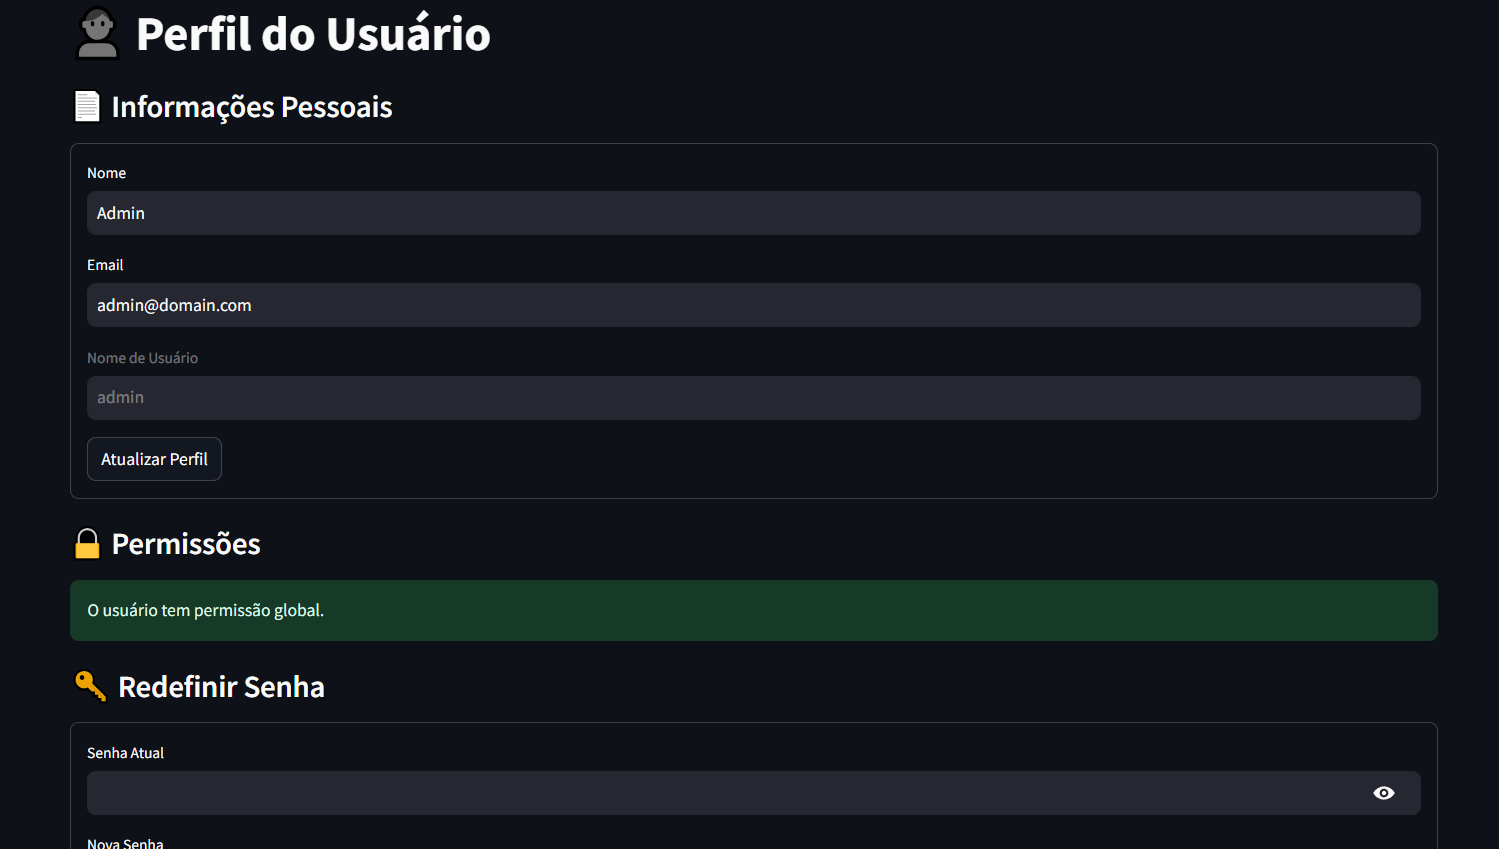 Perfil do Usuário
Informações Pessoais
Nome
Admin
Email
admin@domain.com
Nome de Usuário
admin
Atualizar Perfil
Permissões
O usuário tem permissão global.
Redefinir Senha
Senha Atual
Nova Senha